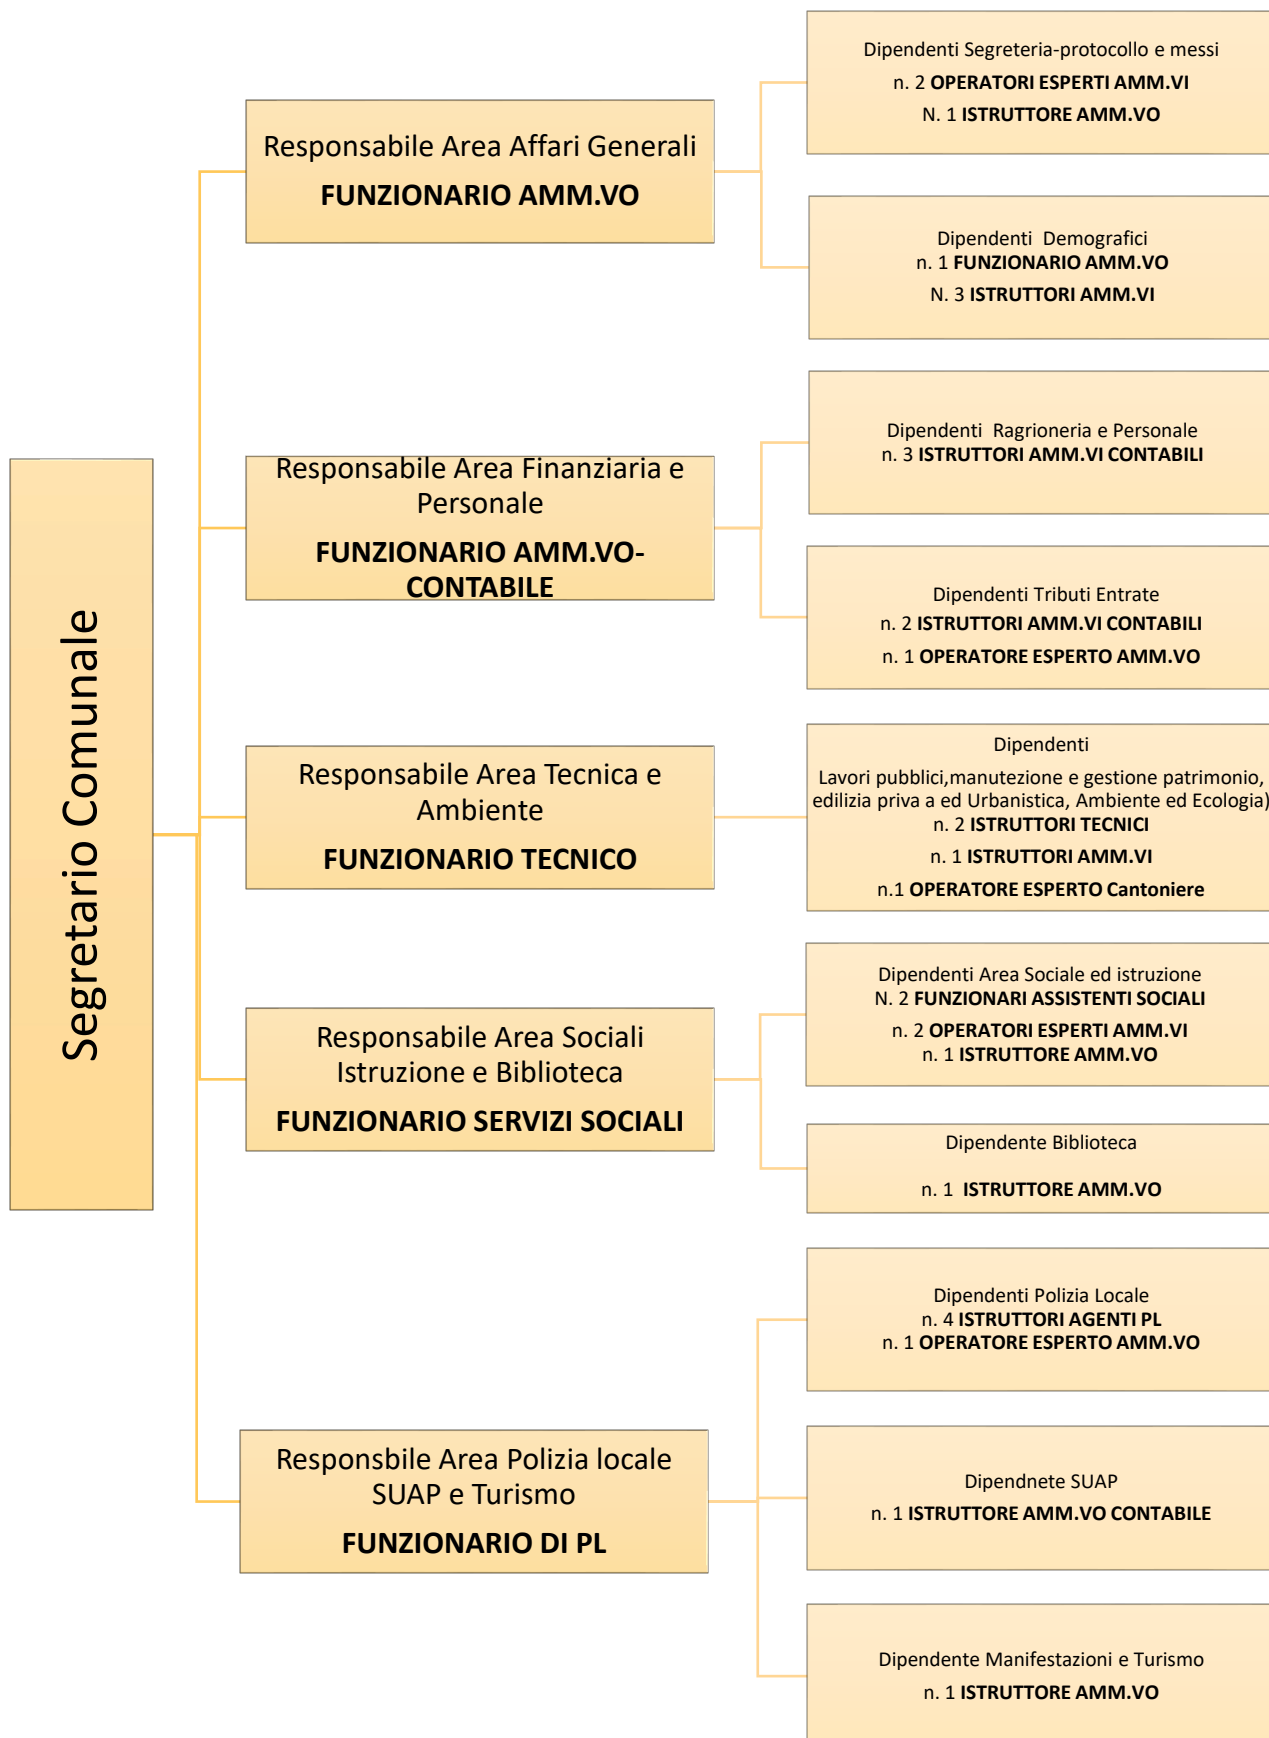 Segretario Comunale
Responsabile Area Affari Generali
FUNZIONARIO AMM.VO
Dipendenti Segreteria-protocollo e messi
n. 2 OPERATORI ESPERTI AMM.VI
N. 1 ISTRUTTORE AMM.VO
Dipendenti Demografici
n. 1 FUNZIONARIO AMM.VO
N. 3 ISTRUTTORI AMM.VI
Responsabile Area Finanziaria e
Personale
FUNZIONARIO AMM.VO-
CONTABILE
Dipendenti Ragrioneria e Personale
n. 3 ISTRUTTORI AMM.VI CONTABILI
Dipendenti Tributi Entrate
n. 2 ISTRUTTORI AMM.VI CONTABILI
n. 1 OPERATORE ESPERTO AMM.VO
Responsabile Area Tecnica e
Ambiente
FUNZIONARIO TECNICO
Dipendenti
Lavori pubblici,manutezione e gestione patrimonio,
edilizia priva a ed Urbanistica, Ambiente ed Ecologia)
n. 2 ISTRUTTORI TECNICI
n. 1 ISTRUTTORI AMM.VI
n.1 OPERATORE ESPERTO Cantoniere
Responsabile Area Sociali
Istruzione e Biblioteca
FUNZIONARIO SERVIZI SOCIALI
Dipendenti Area Sociale ed istruzione
N. 2 FUNZIONARI ASSISTENTI SOCIALI
n. 2 OPERATORI ESPERTI AMM.VI
n. 1 ISTRUTTORE AMM.VO
Dipendente Biblioteca
n. 1 ISTRUTTORE AMM.VO
Responsbile Area Polizia locale
SUAP e Turismo
FUNZIONARIO DI PL
Dipendenti Polizia Locale
n. 4 ISTRUTTORI AGENTI PL
n. 1 OPERATORE ESPERTO AMM.VO
Dipendnete SUAP
n. 1 ISTRUTTORE AMM.VO CONTABILE
Dipendente Manifestazioni e Turismo
n. 1 ISTRUTTORE AMM.VO